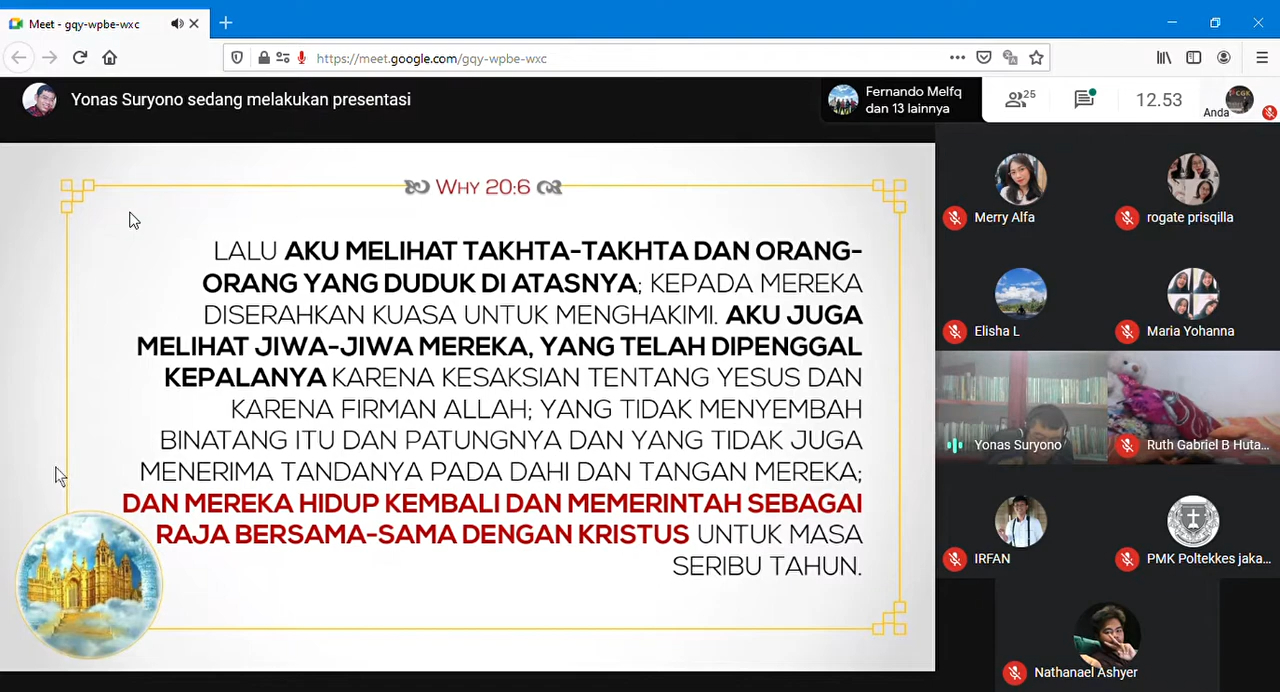 Meet - gqy-wpbe-wxc
https://meet.google.com/gqy-wpbe-wxc
Yonas Suryono sedang melakukan presentasi
Fernando Melfq
dan 13 lainnya
25
12.53
Anda
WHY 20:6
LALU AKU MELIHAT TAKHTA-TAKHTA DAN ORANG-
ORANG YANG DUDUK DI ATASNYA; KEPADA MEREKA
DISERAHKAN KUASA UNTUK MENGHAKIMI. AKU JUGA
MELIHAT JIWA-JIWA MEREKA, YANG TELAH DIPENGGAL
KEPALANYA KARENA KESAKSIAN TENTANG YESUS DAN
KARENA FIRMAN ALLAH; YANG TIDAK MENYEMBAH
BINATANG ITU DAN PATUNGNYA DAN YANG TIDAK JUGA
MENERIMA TANDANYA PADA DAHI DAN TANGAN MEREKA;
DAN MEREKA HIDUP KEMBALI DAN MEMERINTAH SEBAGAI
RAJA BERSAMA-SAMA DENGAN KRISTUS UNTUK MASA
SERIBU TAHUN.
Merry Alfa
rogate prisqilla
Elisha L
Maria Yohanna
Yonas Suryono
Ruth Gabriel B Huta...
IRFAN
PMK Poltekkes jaka...
Nathanael Ashyer